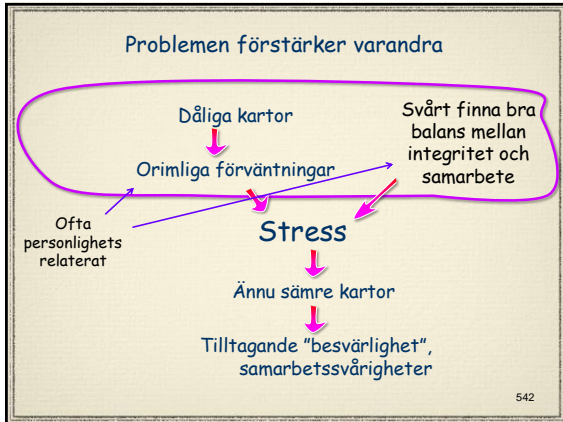 Problemen förstärker varandra
Dåliga kartor
Orimliga förväntningar
Svårt finna bra
balans mellan
integritet och
samarbete
Ofta
personlighets
relaterat
Stress
Ännu sämre kartor
Tilltagande "besvärlighet",
samarbetssvårigheter
542